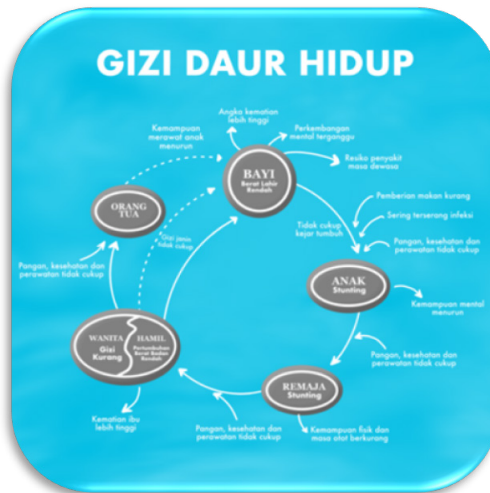 GIZI DAUR HIDUP
Angka kematian
lebih tinggi
Perkembangan
mental terganggu
Kemampuan
merawat anak
menurun
Resiko penyakit
masa dewasa
BAYI
Berat Lahir
Rendah
Pemberian makan kurang
Sering terserang infeksi
Tidak cukup
kejar tumbuh
Pangan, kesehatan dan
perawatan tidak cukup
ORANG
TUA
Gizi janin
tidak cukup
Pangan, kesehatan dan
perawatan tidak cukup
ANAK
Stunting
Kemampuan mental
menurun
WANITA
Gizi
Kurang
HAMIL
Pertumbuhan
Berat Badan
Rendah
Pangan, kesehatan dan
perawatan tidak cukup
REMAJA
Stunting
Kematian ibu
lebih tinggi
Pangan, kesehatan dan
perawatan tidak cukup
Kemampuan fisik dan
masa otot berkurang